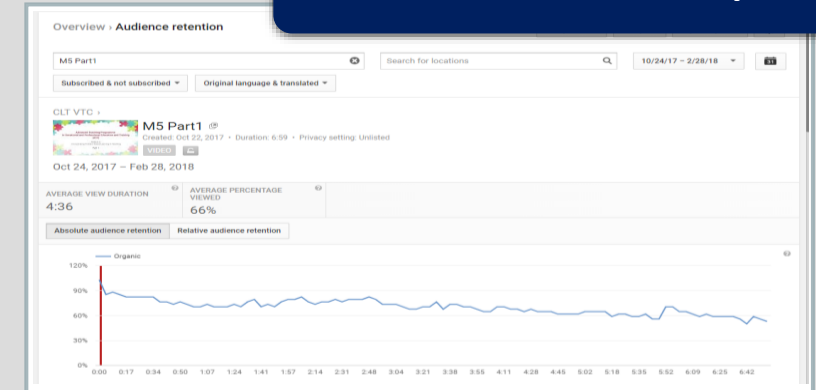 Overview › Audience retention
M5 Part1
Search for locations
10/24/17 – 2/28/18
Subscribed & not subscribed
Original language & translated
CLT VTC ›
M5 Part1
Created: Oct 22, 2017 • Duration: 6:59 • Privacy setting: Unlisted
VIDEO
Oct 24, 2017 – Feb 28, 2018
AVERAGE VIEW DURATION
4:36
AVERAGE PERCENTAGE
VIEWED
66%
Absolute audience retention
Relative audience retention
Organic
120%
90%
60%
30%
0%
0:00 0:17 0:34 0:50 1:07 1:24 1:41 1:57 2:14 2:31 2:48 3:04 3:21 3:38 3:55 4:11 4:28 4:45 5:02 5:18 5:35 5:52 6:09 6:25 6:42